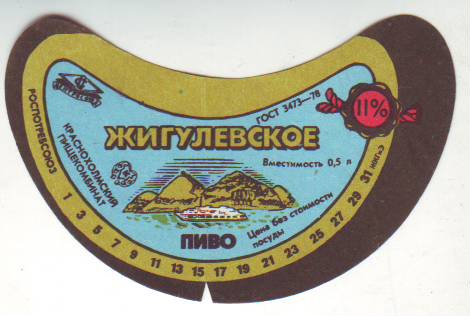 РОСПОТРЕБСОЮЗ
КРАСНОХОЛМСКИЙ
ПИЩЕКОМБИНАТ
ГОСТ 3473—78
11%
ЖИГУЛЕВСКОЕ
Вместимость 0,5 л
ПИВО
Цена без стоимости
посуды
1 3 5 7 9 11 13 15 17 19 21 23 25 27 29 31